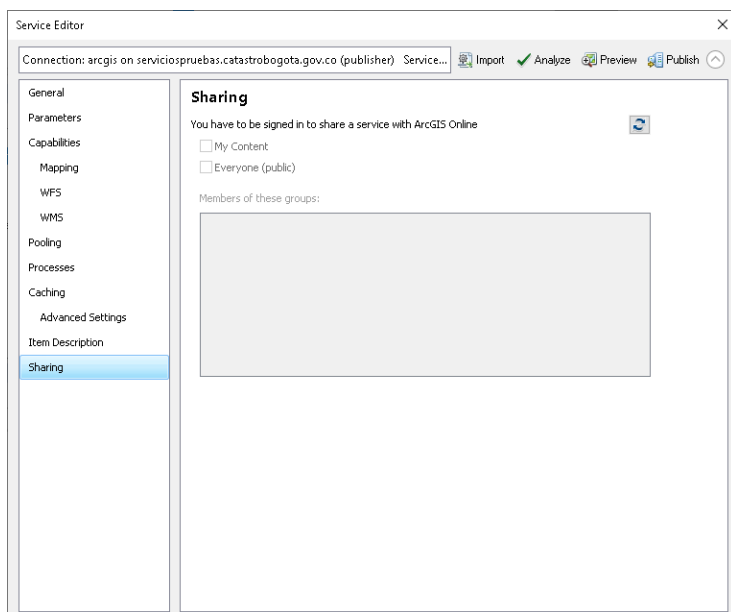 Service Editor
Connection: arcgis on serviciospruebas.catastrobogota.gov.co (publisher) Service... Import Analyze Preview Publish
General
Parameters
Capabilities
Mapping
WFS
WMS
Pooling
Processes
Caching
Advanced Settings
Item Description
Sharing
Sharing
You have to be signed in to share a service with ArcGIS Online
My Content
Everyone (public)
Members of these groups: